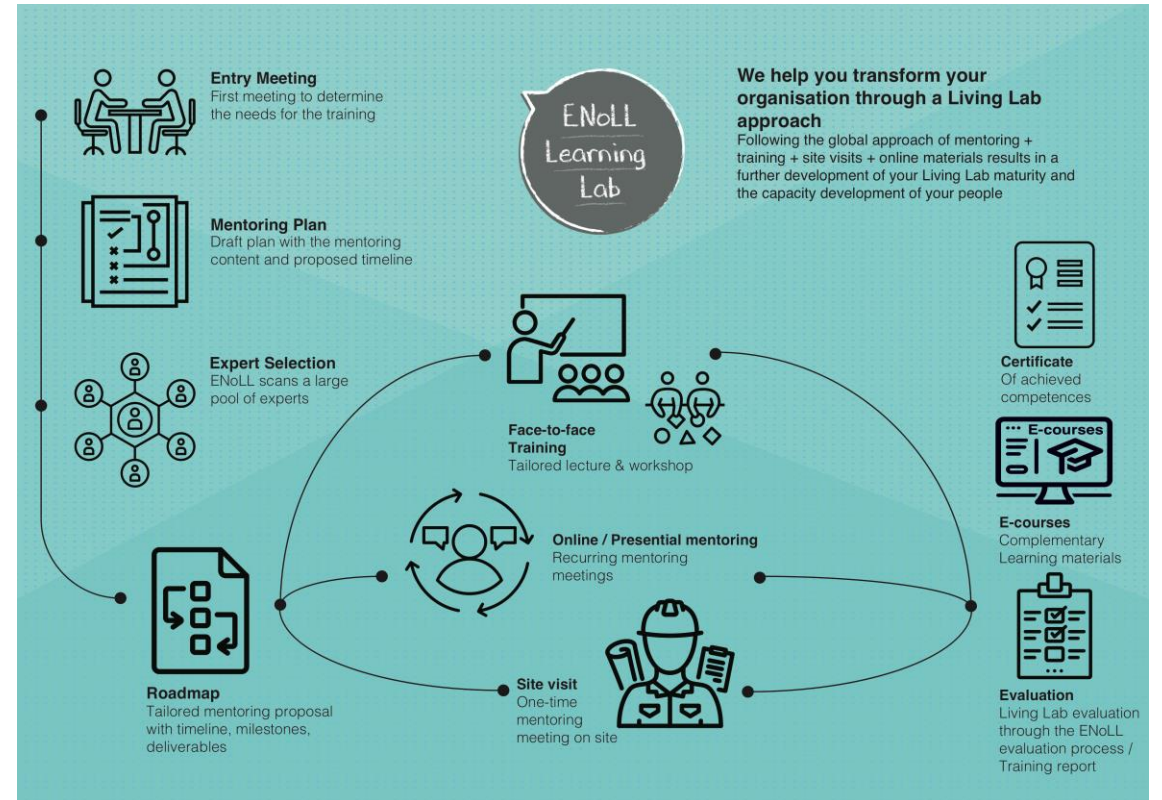 Entry Meeting
First meeting to determine
the needs for the training
Mentoring Plan
Draft plan with the mentoring
content and proposed timeline
Expert Selection
ENoLL scans a large
pool of experts
Roadmap
Tailored mentoring proposal
with timeline, milestones,
deliverables
ENoLL
Learning
Lab
We help you transform your
organisation through a Living Lab
approach
Following the global approach of mentoring +
training + site visits + online materials results in a
further development of your Living Lab maturity and
the capacity development of your people
Face-to-face
Training
Tailored lecture & workshop
Online / Presential mentoring
Recurring mentoring
meetings
Site visit
One-time
mentoring
meeting on site
Certificate
Of achieved
competences
E-courses
E-courses
Complementary
Learning materials
Evaluation
Living Lab evaluation
through the ENoLL
evaluation process /
Training report